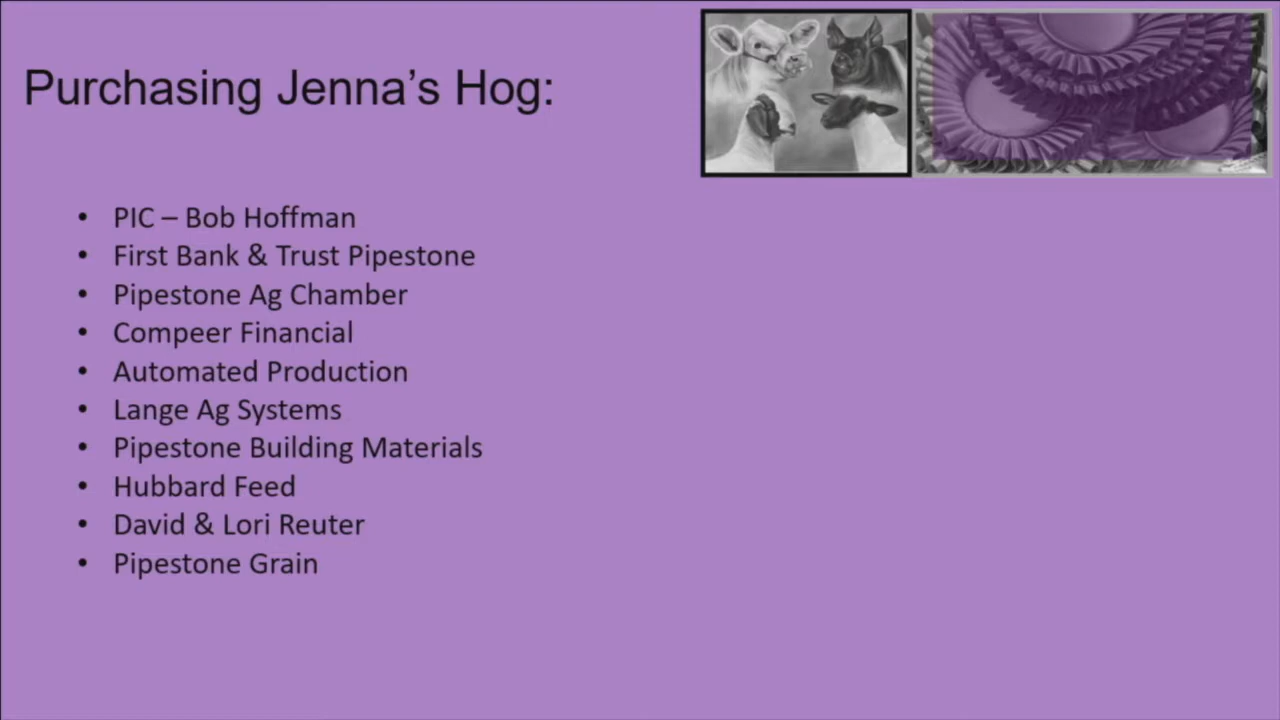 Purchasing Jenna’s Hog:
• PIC – Bob Hoffman
• First Bank & Trust Pipestone
• Pipestone Ag Chamber
• Compeer Financial
• Automated Production
• Lange Ag Systems
• Pipestone Building Materials
• Hubbard Feed
• David & Lori Reuter
• Pipestone Grain